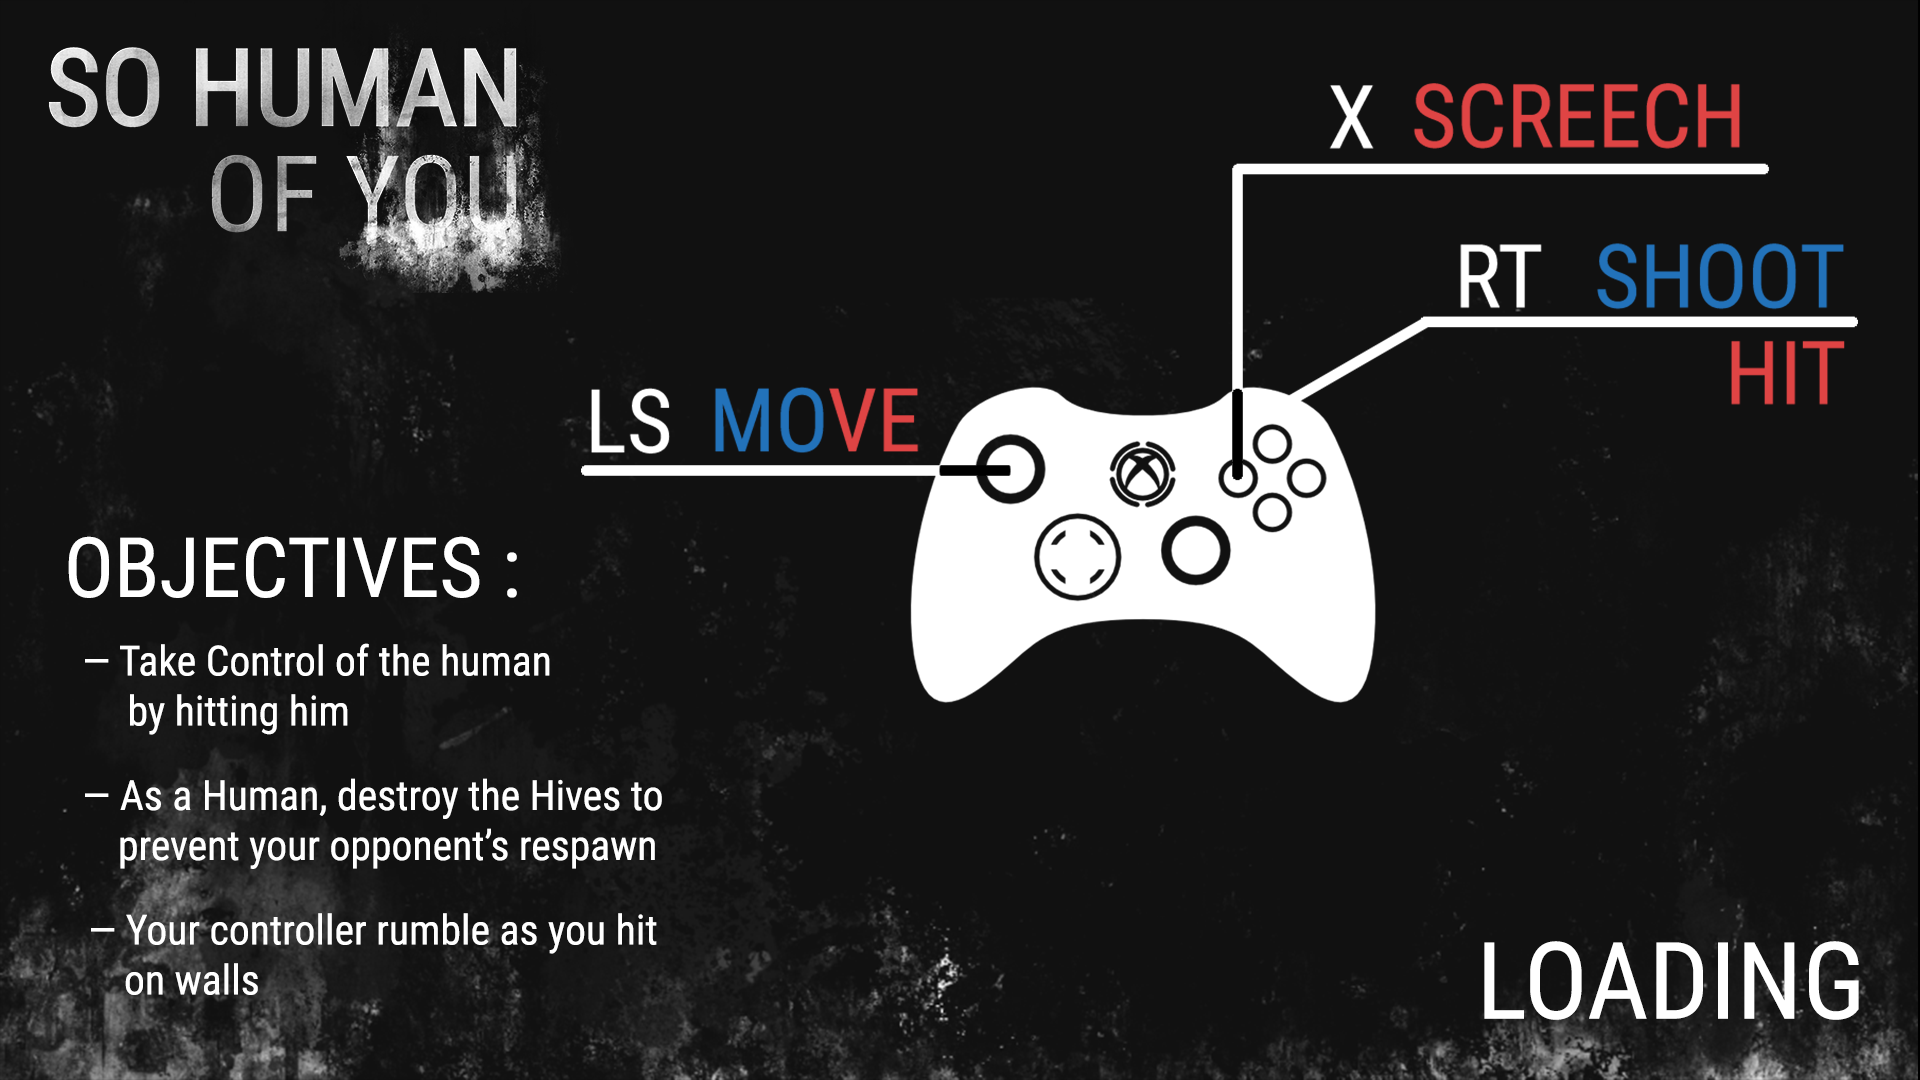 SO HUMAN
OF YOU
X SCREECH
RT SHOOT
HIT
LS MOVE
OBJECTIVES :
– Take Control of the human
by hitting him
– As a Human, destroy the Hives to
prevent your opponent’s respawn
– Your controller rumble as you hit
on walls
LOADING